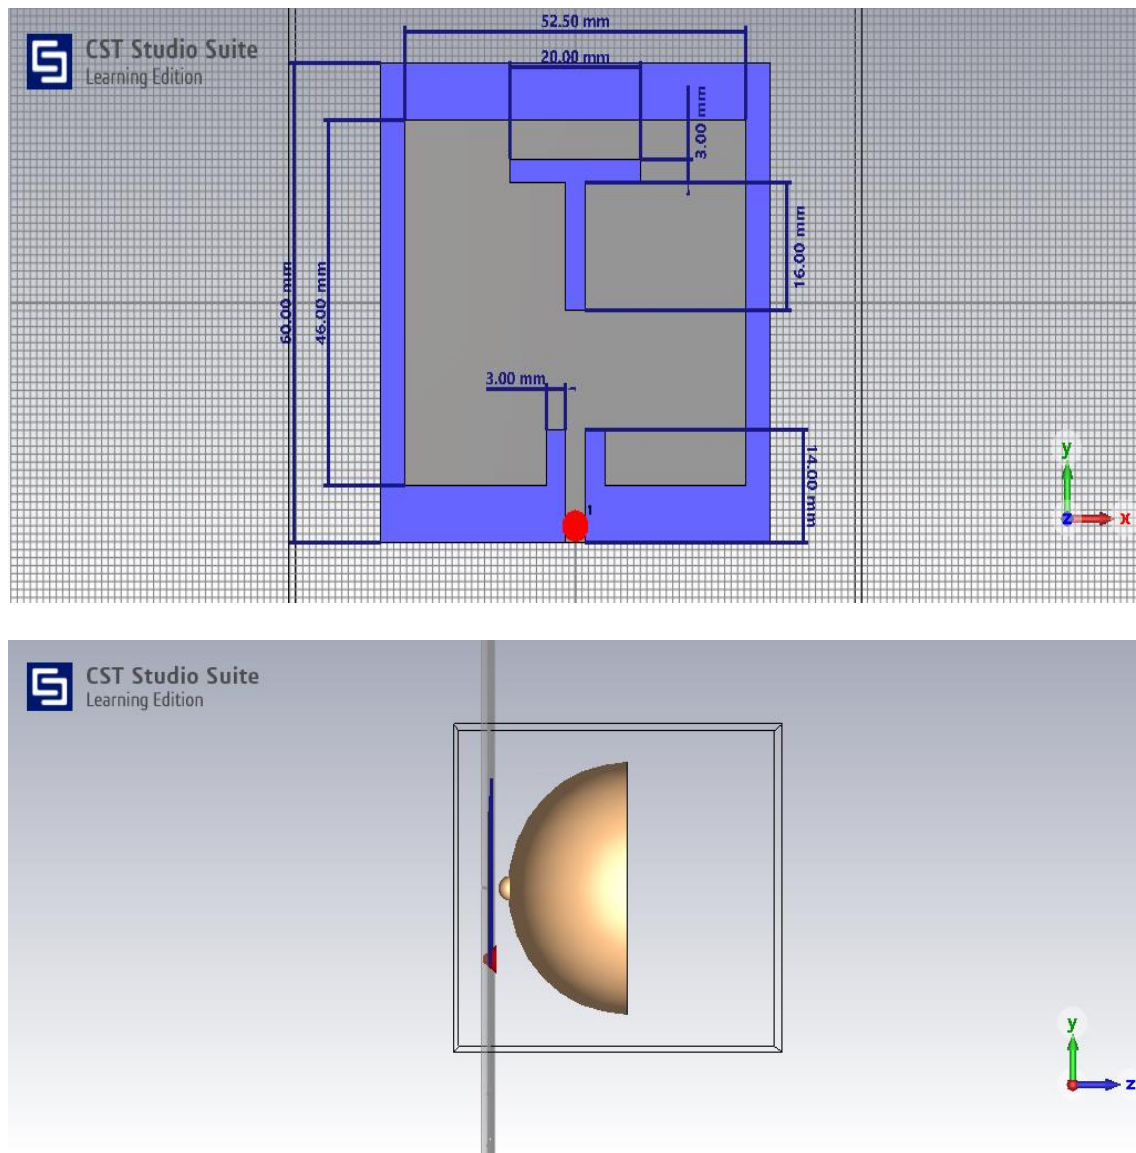 CST Studio Suite
Learning Edition
52.50 mm
20.00 mm
3.00 mm
16.00 mm
60.00 mm
46.00 mm
3.00 mm
14.00 mm
1
y
z
x
CST Studio Suite
Learning Edition
y
z